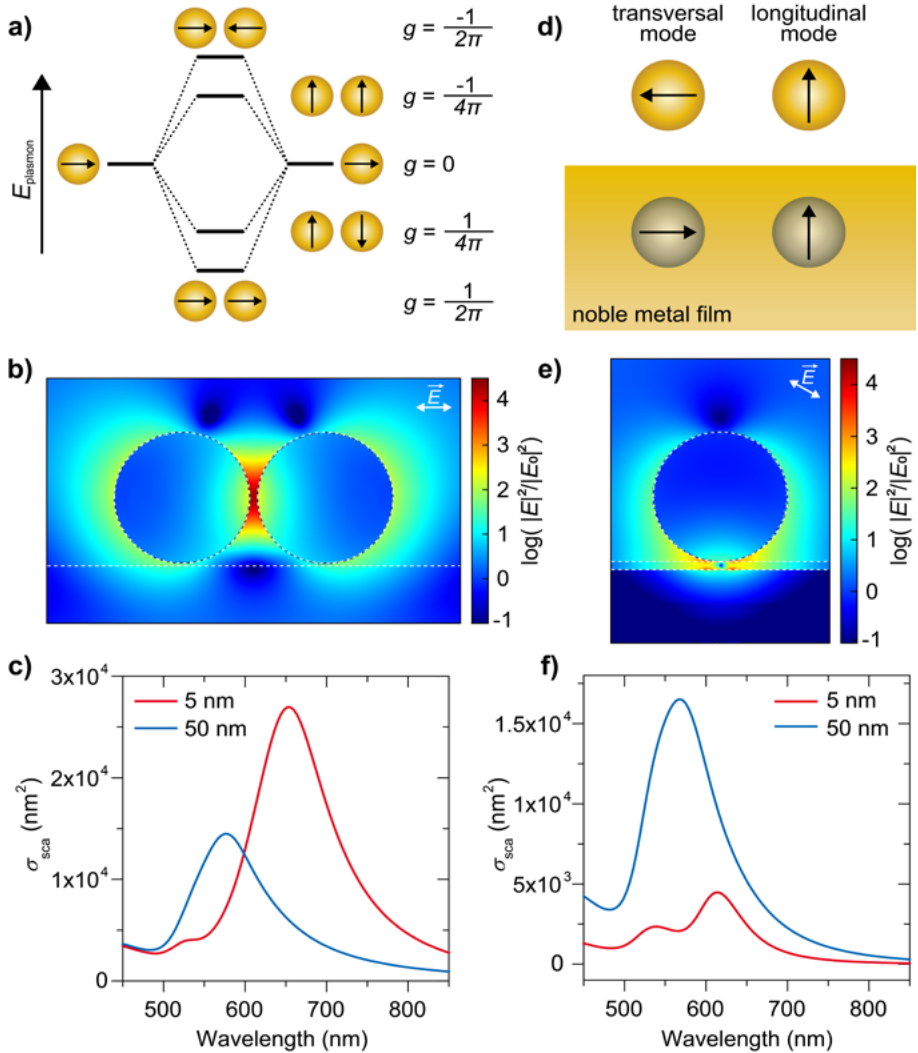 a)
g = -1/2π
g = -1/4π
g = 0
g = 1/4π
g = 1/2π
E_plasmon
d)
transversal mode
longitudinal mode
noble metal film
b)
E⃗
4
3
2
1
0
-1
log( |E|²/|E₀|²)
e)
E⃗
4
3
2
1
0
-1
log( |E|²/|E₀|²)
c)
3x10⁴
2x10⁴
1x10⁴
0
σ_sca (nm²)
5 nm
50 nm
500 600 700 800
Wavelength (nm)
f)
1.5x10⁴
1x10⁴
5x10³
0
σ_sca (nm²)
5 nm
50 nm
500 600 700 800
Wavelength (nm)